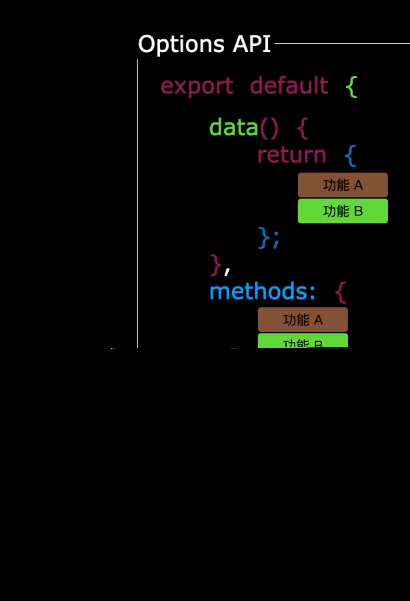 Options API
export default {
data() {
return {
功能 A
功能 B
};
},
methods: {
功能 A
功能 B